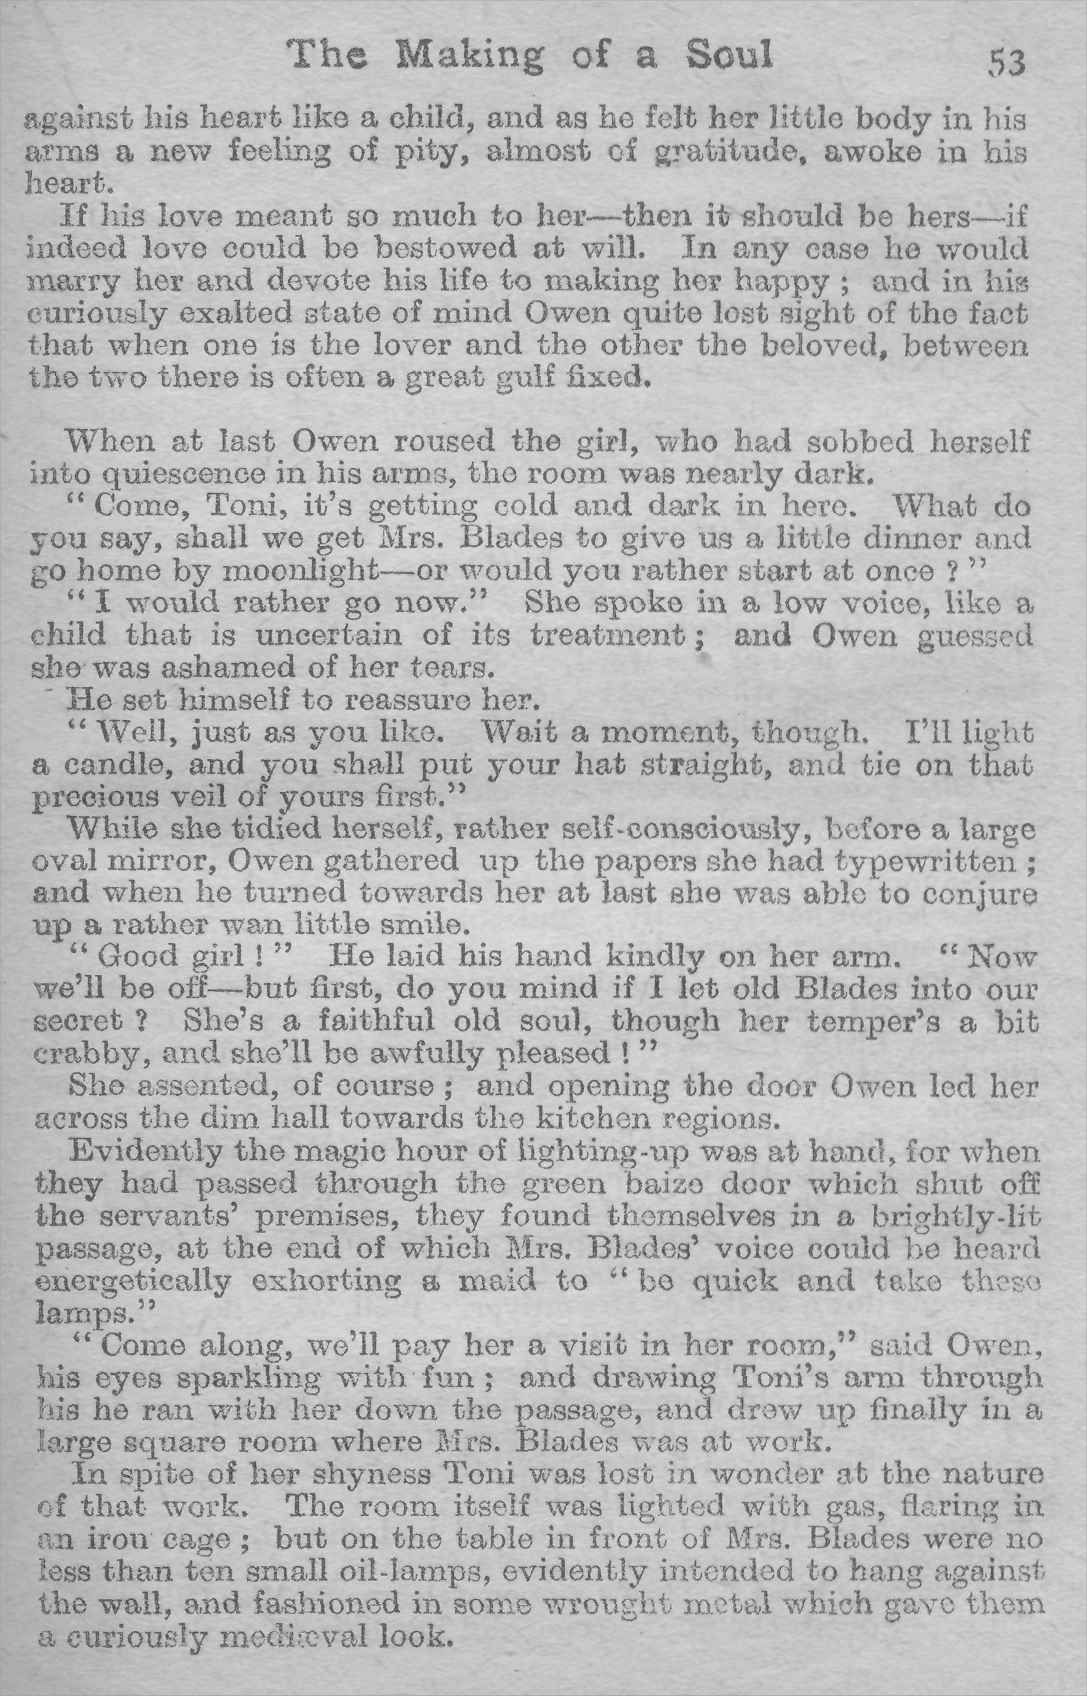 The Making of a Soul 53
against his heart like a child, and as he felt her little body in his
arms a new feeling of pity, almost of gratitude, awoke in his
heart.
If his love meant so much to her—then it should be hers—if
indeed love could be bestowed at will. In any case he would
marry her and devote his life to making her happy ; and in his
curiously exalted state of mind Owen quite lost sight of the fact
that when one is the lover and the other the beloved, between
the two there is often a great gulf fixed.
When at last Owen roused the girl, who had sobbed herself
into quiescence in his arms, the room was nearly dark.
“ Come, Toni, it’s getting cold and dark in here. What do
you say, shall we get Mrs. Blades to give us a little dinner and
go home by moonlight—or would you rather start at once ? ”
“ I would rather go now.” She spoke in a low voice, like a
child that is uncertain of its treatment ; and Owen guessed
she was ashamed of her tears.
He set himself to reassure her.
“ Well, just as you like. Wait a moment, though. I’ll light
a candle, and you shall put your hat straight, and tie on that
precious veil of yours first.”
While she tidied herself, rather self-consciously, before a large
oval mirror, Owen gathered up the papers she had typewritten ;
and when he turned towards her at last she was able to conjure
up a rather wan little smile.
“ Good girl ! ” He laid his hand kindly on her arm. “ Now
we’ll be off—but first, do you mind if I let old Blades into our
secret ? She’s a faithful old soul, though her temper’s a bit
crabby, and she’ll be awfully pleased ! ”
She assented, of course ; and opening the door Owen led her
across the dim hall towards the kitchen regions.
Evidently the magic hour of lighting-up was at hand, for when
they had passed through the green baize door which shut off
the servants’ premises, they found themselves in a brightly-lit
passage, at the end of which Mrs. Blades’ voice could be heard
energetically exhorting a maid to “ be quick and take these
lamps.”
“ Come along, we’ll pay her a visit in her room,” said Owen,
his eyes sparkling with fun ; and drawing Toni’s arm through
his he ran with her down the passage, and drew up finally in a
large square room where Mrs. Blades was at work.
In spite of her shyness Toni was lost in wonder at the nature
of that work. The room itself was lighted with gas, flaring in
an iron cage ; but on the table in front of Mrs. Blades were no
less than ten small oil-lamps, evidently intended to hang against
the wall, and fashioned in some wrought metal which gave them
a curiously mediæval look.